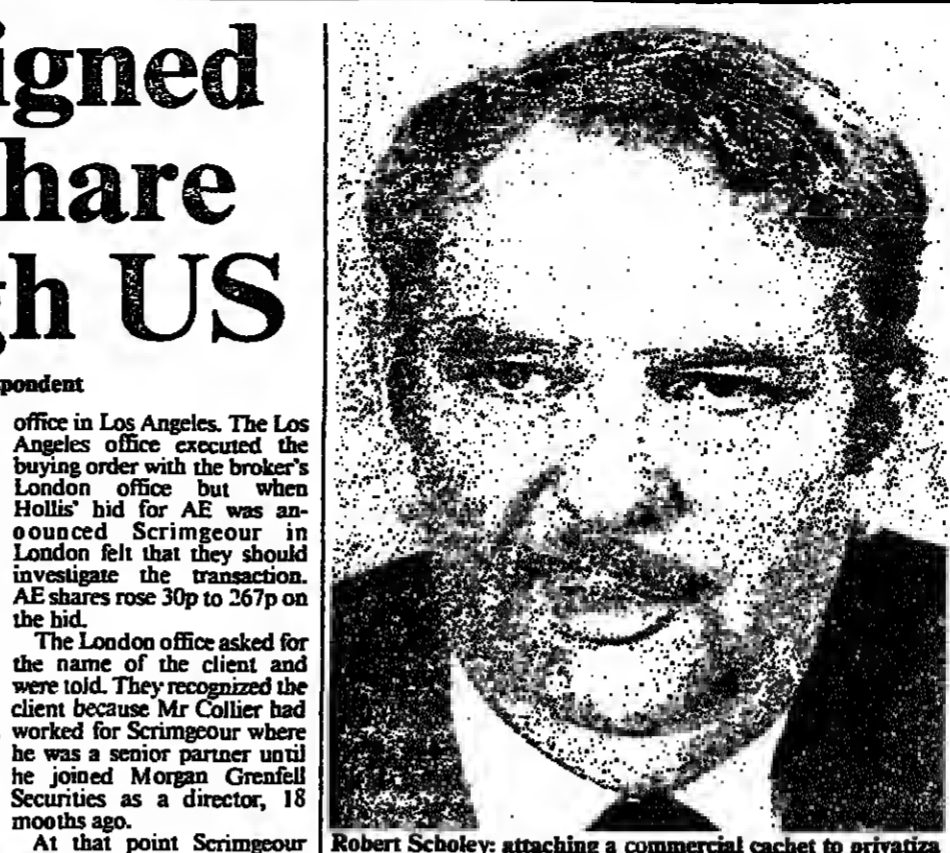 igned
hare
gh US
pondent
office in Los Angeles. The Los
Angeles office executed the
buying order with the broker's
London office but when
Hollis' hid for AE was an-
oounced Scrimgeour in
London felt that they should
investigate the transaction.
AE shares rose 30p to 267p on
the hid.
The London office asked for
the name of the client and
were told. They recognized the
client because Mr Collier had
worked for Scrimgeour where
he was a senior partner until
he joined Morgan Grenfell
Securities as a director, 18
mooths ago.
At that point Scrimgeour
Robert Scholey: attaching a commercial cachet to privatiza